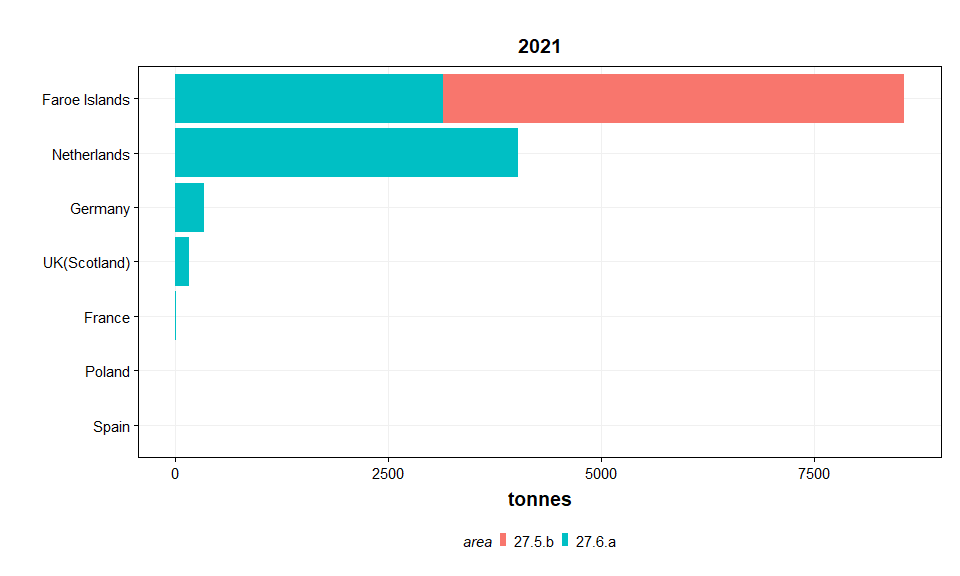 2021
Faroe Islands
Netherlands
Germany
UK(Scotland)
France
Poland
Spain
0 2500 5000 7500
tonnes
area 27.5.b 27.6.a